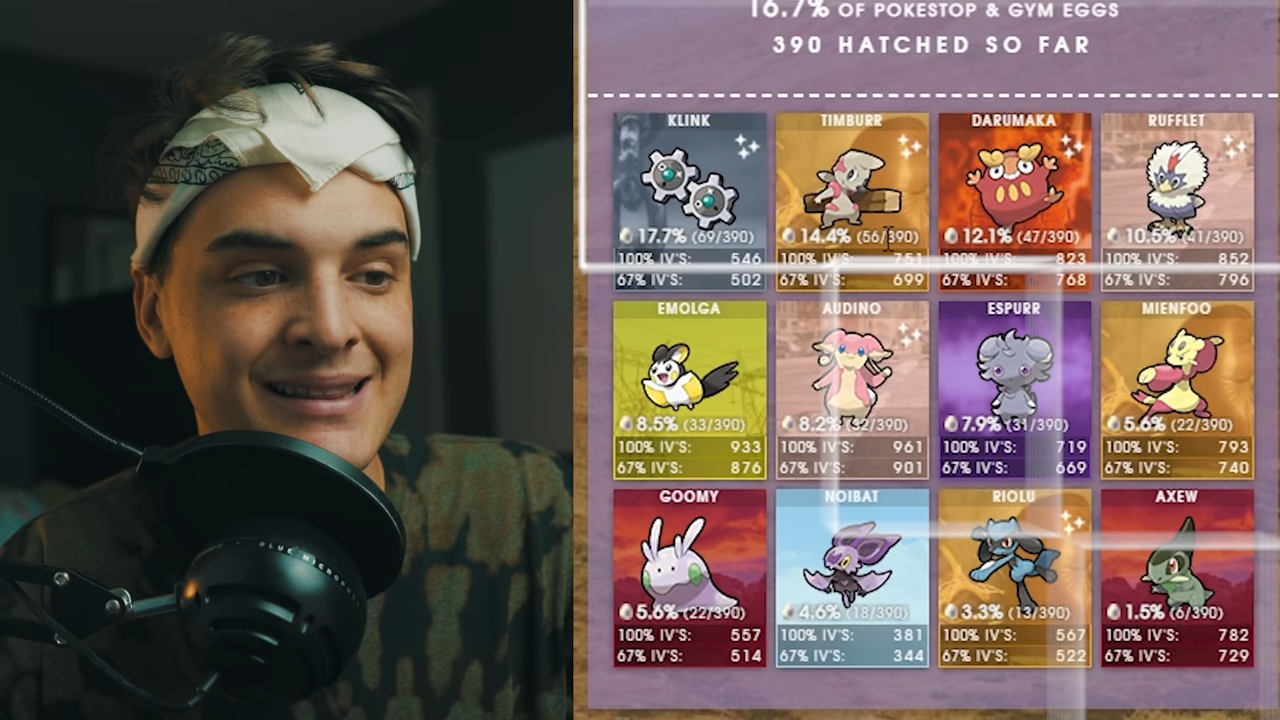 16.7% OF POKESTOP & GYM EGGS
390 HATCHED SO FAR
KLINK
17.7% (69/390)
100% IV'S: 546
67% IV'S: 502
TIMBURR
14.4% (56/390)
100% IV'S: 751
67% IV'S: 699
DARUMAKA
12.1% (47/390)
100% IV'S: 823
67% IV'S: 768
RUFFLET
10.5% (41/390)
100% IV'S: 852
67% IV'S: 796
EMOLGA
8.5% (33/390)
100% IV'S: 933
67% IV'S: 876
AUDINO
8.2% (32/390)
100% IV'S: 961
67% IV'S: 901
ESPURR
7.9% (31/390)
100% IV'S: 719
67% IV'S: 669
MIENFOO
5.6% (22/390)
100% IV'S: 793
67% IV'S: 740
GOOMY
5.6% (22/390)
100% IV'S: 557
67% IV'S: 514
NOIBAT
4.6% (18/390)
100% IV'S: 381
67% IV'S: 344
RIOLU
3.3% (13/390)
100% IV'S: 567
67% IV'S: 522
AXEW
1.5% (6/390)
100% IV'S: 782
67% IV'S: 729
BLUE